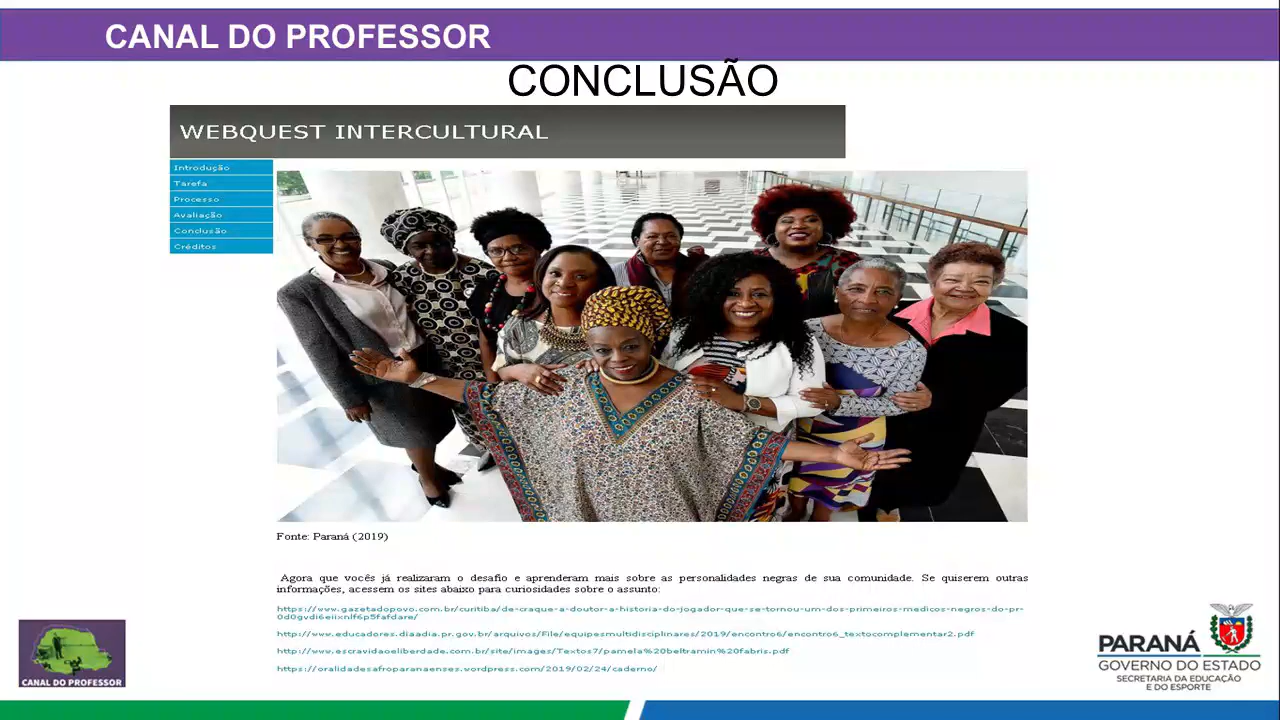 CANAL DO PROFESSOR
CONCLUSÃO
WEBQUEST INTERCULTURAL
Introdução
Tarefa
Processo
Avaliação
Conclusão
Créditos
Fonte: Paraná (2019)
Agora que vocês já realizaram o desafio e aprenderam mais sobre as personalidades negras de sua comunidade. Se quiserem outras
informações, acessem os sites abaixo para curiosidades sobre o assunto:
https://www.gazetadopovo.com.br/curitiba/de-craque-a-doutor-a-historia-do-jogador-que-se-tornou-um-dos-primeiros-medicos-negros-do-pr-
0d0gvdi6eiixnlf6p5fafdare/
http://www.educadores.diaadia.pr.gov.br/arquivos/File/equipesmultidisciplinares/2019/encontro6/encontro6_textocomplementar2.pdf
http://www.escravidaoeliberdade.com.br/site/images/Textos7/pamela%20beltramin%20fabris.pdf
https://oralidadesafroparanaenses.wordpress.com/2019/02/24/caderno/
CANAL DO PROFESSOR
PARANÁ
GOVERNO DO ESTADO
SECRETARIA DA EDUCAÇÃO
E DO ESPORTE